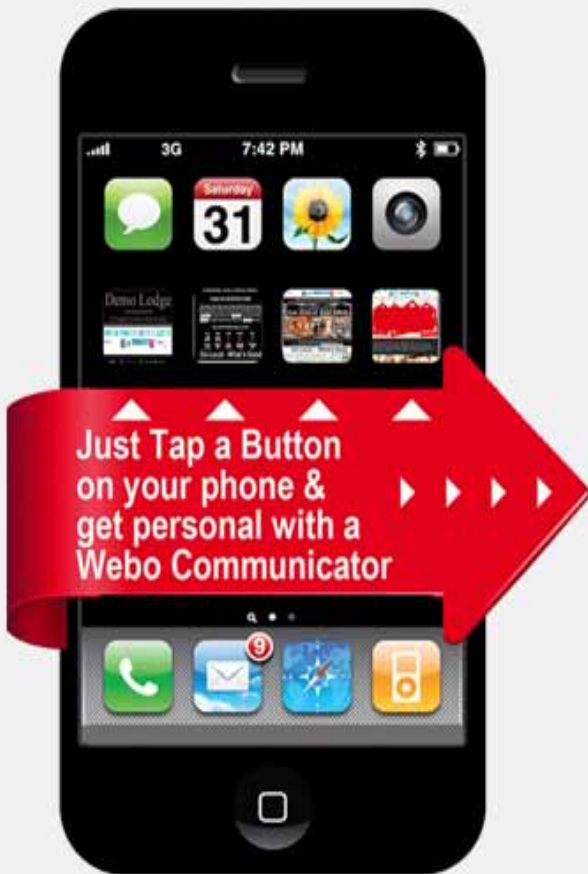 3G 7:42 PM
Saturday
31
Demo Lodge
Just Tap a Button
on your phone &
get personal with a
Webo Communicator
9